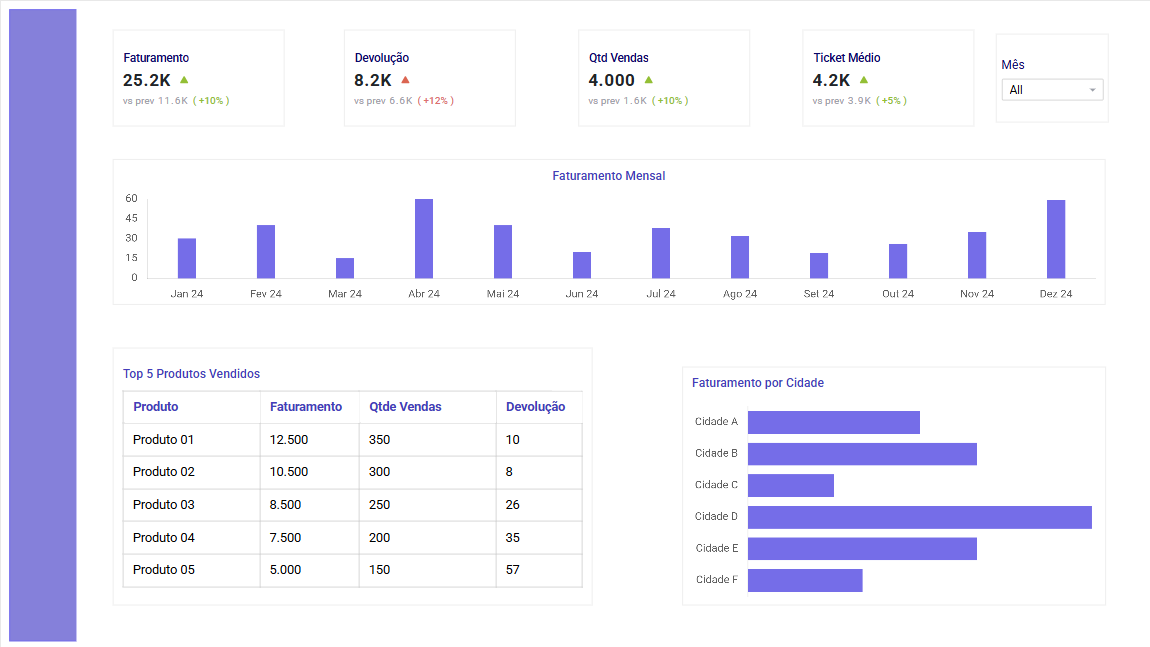 Faturamento
25.2K
vs prev 11.6K ( +10% )
Devolução
8.2K
vs prev 6.6K ( +12% )
Qtd Vendas
4.000
vs prev 1.6K ( +10% )
Ticket Médio
4.2K
vs prev 3.9K ( +5% )
Mês
All
Faturamento Mensal
60
45
30
15
0
Jan 24 Fev 24 Mar 24 Abr 24 Mai 24 Jun 24 Jul 24 Ago 24 Set 24 Out 24 Nov 24 Dez 24
Top 5 Produtos Vendidos
Produto Faturamento Qtde Vendas Devolução
Produto 01 12.500 350 10
Produto 02 10.500 300 8
Produto 03 8.500 250 26
Produto 04 7.500 200 35
Produto 05 5.000 150 57
Faturamento por Cidade
Cidade A
Cidade B
Cidade C
Cidade D
Cidade E
Cidade F